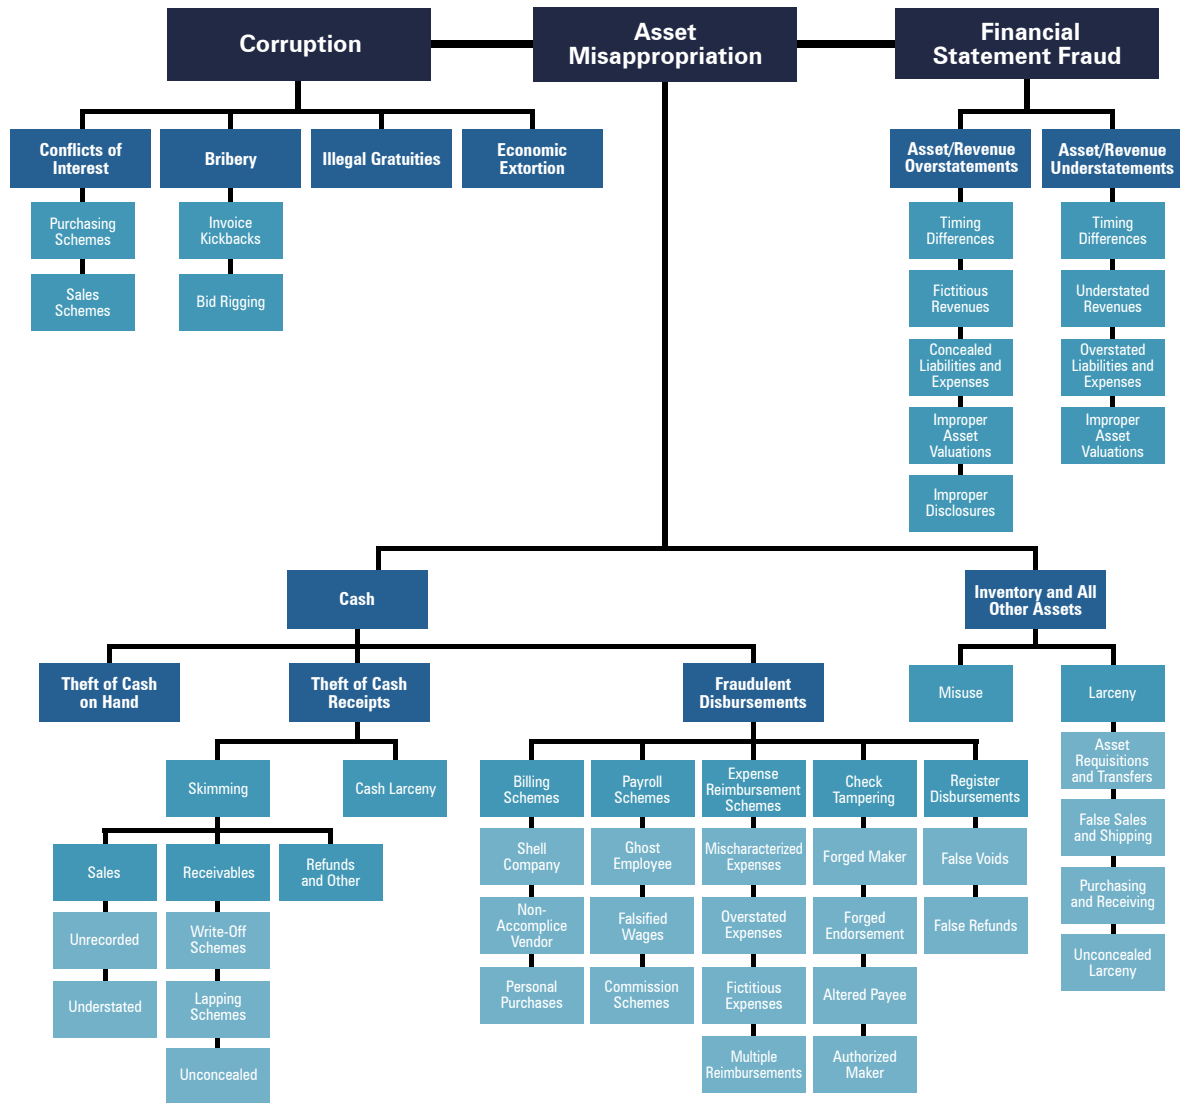 Corruption
Asset
Misappropriation
Financial
Statement Fraud
Conflicts of
Interest
Bribery
Illegal Gratuities
Economic
Extortion
Asset/Revenue
Overstatements
Asset/Revenue
Understatements
Purchasing
Schemes
Sales
Schemes
Invoice
Kickbacks
Bid Rigging
Timing
Differences
Fictitious
Revenues
Concealed
Liabilities and
Expenses
Improper
Asset
Valuations
Improper
Disclosures
Timing
Differences
Understated
Revenues
Overstated
Liabilities and
Expenses
Improper
Asset
Valuations
Cash
Inventory and All
Other Assets
Theft of Cash
on Hand
Theft of Cash
Receipts
Fraudulent
Disbursements
Misuse
Larceny
Asset
Requisitions
and Transfers
False Sales
and Shipping
Purchasing
and Receiving
Unconcealed
Larceny
Skimming
Cash Larceny
Sales
Unrecorded
Understated
Receivables
Write-Off
Schemes
Lapping
Schemes
Unconcealed
Refunds
and Other
Billing
Schemes
Shell
Company
Non-
Accomplice
Vendor
Personal
Purchases
Payroll
Schemes
Ghost
Employee
Falsified
Wages
Commission
Schemes
Expense
Reimbursement
Schemes
Mischaracterized
Expenses
Overstated
Expenses
Fictitious
Expenses
Multiple
Reimbursements
Check
Tampering
Forged Maker
Forged
Endorsement
Altered Payee
Authorized
Maker
Register
Disbursements
False Voids
False Refunds